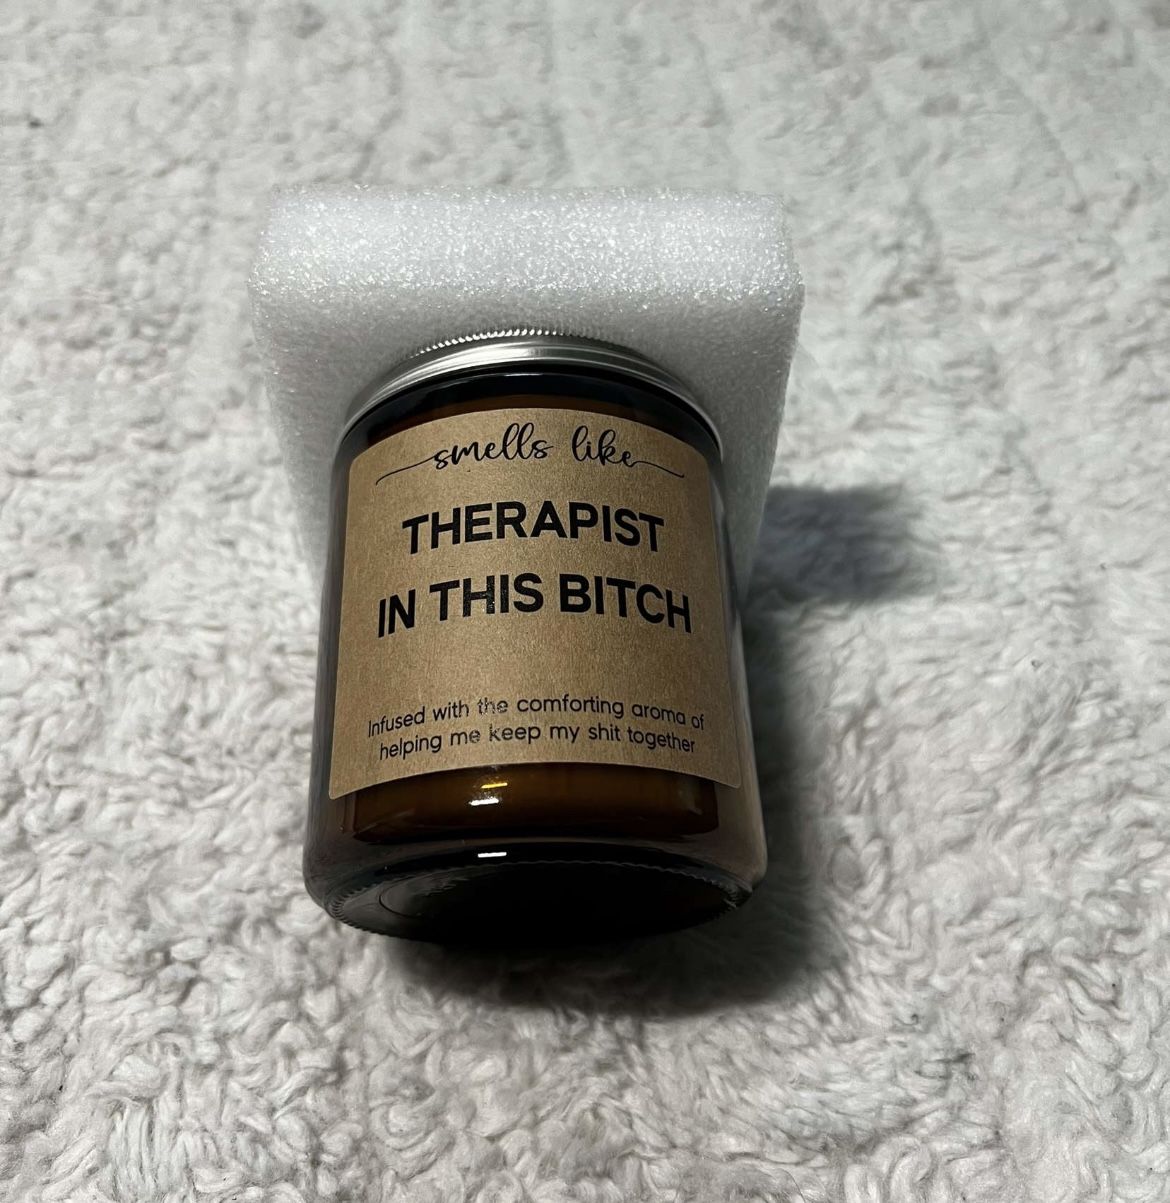 smells like
THERAPIST
IN THIS BITCH
Infused with the comforting aroma of
helping me keep my shit together